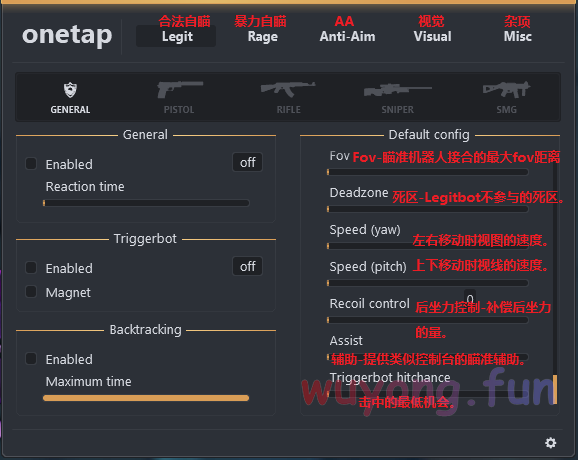 合法自瞄 暴力自瞄 AA 视觉 杂项
onetap Legit Rage Anti-Aim Visual Misc
GENERAL PISTOL RIFLE SNIPER SMG
General
Enabled off
Reaction time
Triggerbot
Enabled off
Magnet
Backtracking
Enabled
Maximum time
Default config
Fov Fov-瞄准机器人接合的最大fov距离
Deadzone 死区-Legitbot不参与的死区。
Speed (yaw) 左右移动时视图的速度。
Speed (pitch) 上下移动时视线的速度。
Recoil control 0 后坐力控制-补偿后坐力
的量。
Assist
辅助-提供类似控制台的瞄准辅助。
Triggerbot hitchance
击中的最低机会。
wuyong.fun